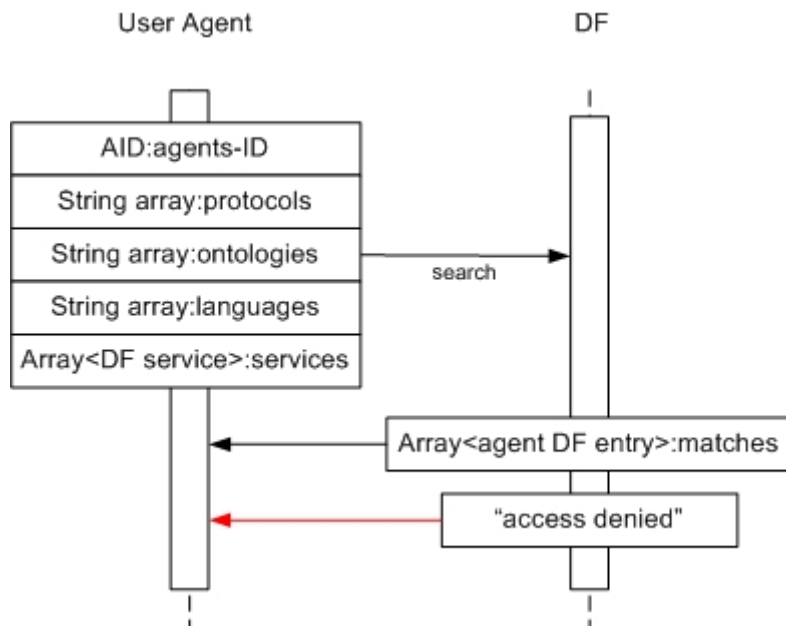 User Agent
DF
AID:agents-ID
String array:protocols
String array:ontologies
search
String array:languages
Array<DF service>:services
Array<agent DF entry>:matches
“access denied”